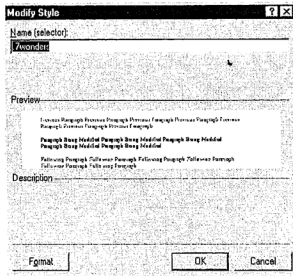 Modify Style
Name (selector):
.7wonders
Preview
Previous Paragraph Previous Paragraph Previous Paragraph Previous Paragraph Previous
Paragraph Previous Paragraph Previous Paragraph
Paragraph Being Modified Paragraph Being Modified Paragraph Being Modified
Paragraph Being Modified Paragraph Being Modified
Following Paragraph Following Paragraph Following Paragraph Following Paragraph
Following Paragraph Following Paragraph
Description
Format
OK
Cancel